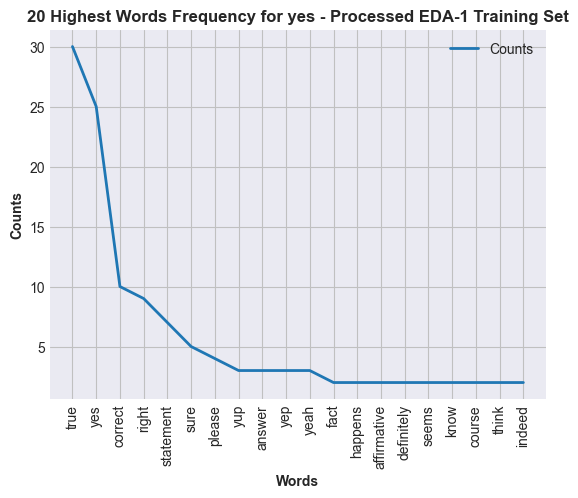 20 Highest Words Frequency for yes - Processed EDA-1 Training Set
Counts
30
25
20
15
10
5
Counts
true
yes
correct
right
statement
sure
please
yup
answer
yep
yeah
fact
happens
affirmative
definitely
seems
know
course
think
indeed
Words